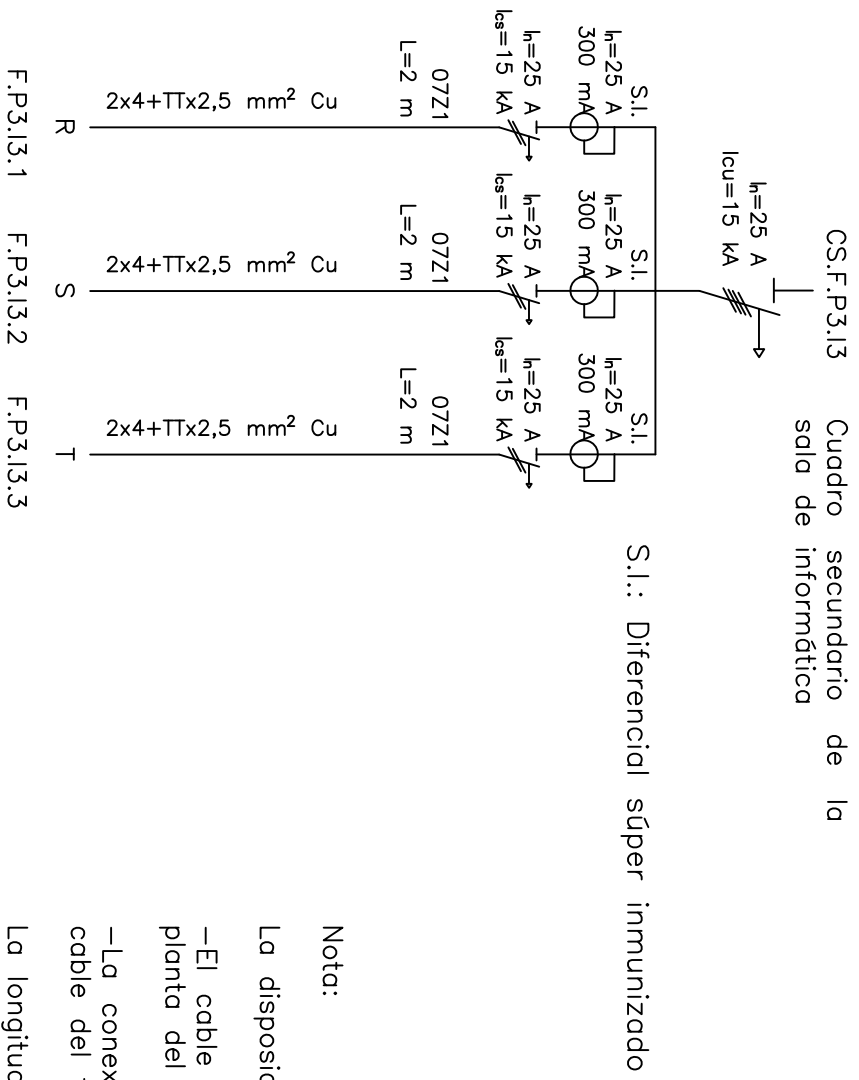 CS.F.P3.I3
Cuadro secundario de la
sala de informática
In=25 A
Icu=15 kA
S.I.
In=25 A
300 mA
In=25 A
Ics=15 kA
07Z1
L=2 m
2x4+TTx2,5 mm² Cu
R
F.P3.I3.1
S.I.
In=25 A
300 mA
In=25 A
Ics=15 kA
07Z1
L=2 m
2x4+TTx2,5 mm² Cu
S
F.P3.I3.2
S.I.
In=25 A
300 mA
In=25 A
Ics=15 kA
07Z1
L=2 m
2x4+TTx2,5 mm² Cu
T
F.P3.I3.3
S.I.: Diferencial súper inmunizado
Nota:
La disposic
-El cable
planta del
-La conex
cable del
La longitud